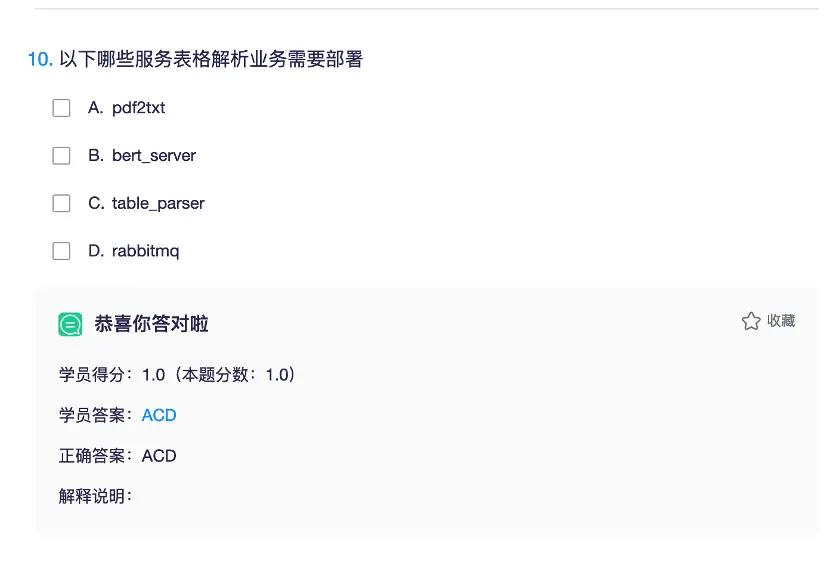 10. 以下哪些服务表格解析业务需要部署
A. pdf2txt
B. bert_server
C. table_parser
D. rabbitmq
恭喜你答对啦
收藏
学员得分：1.0（本题分数：1.0）
学员答案：ACD
正确答案：ACD
解释说明：